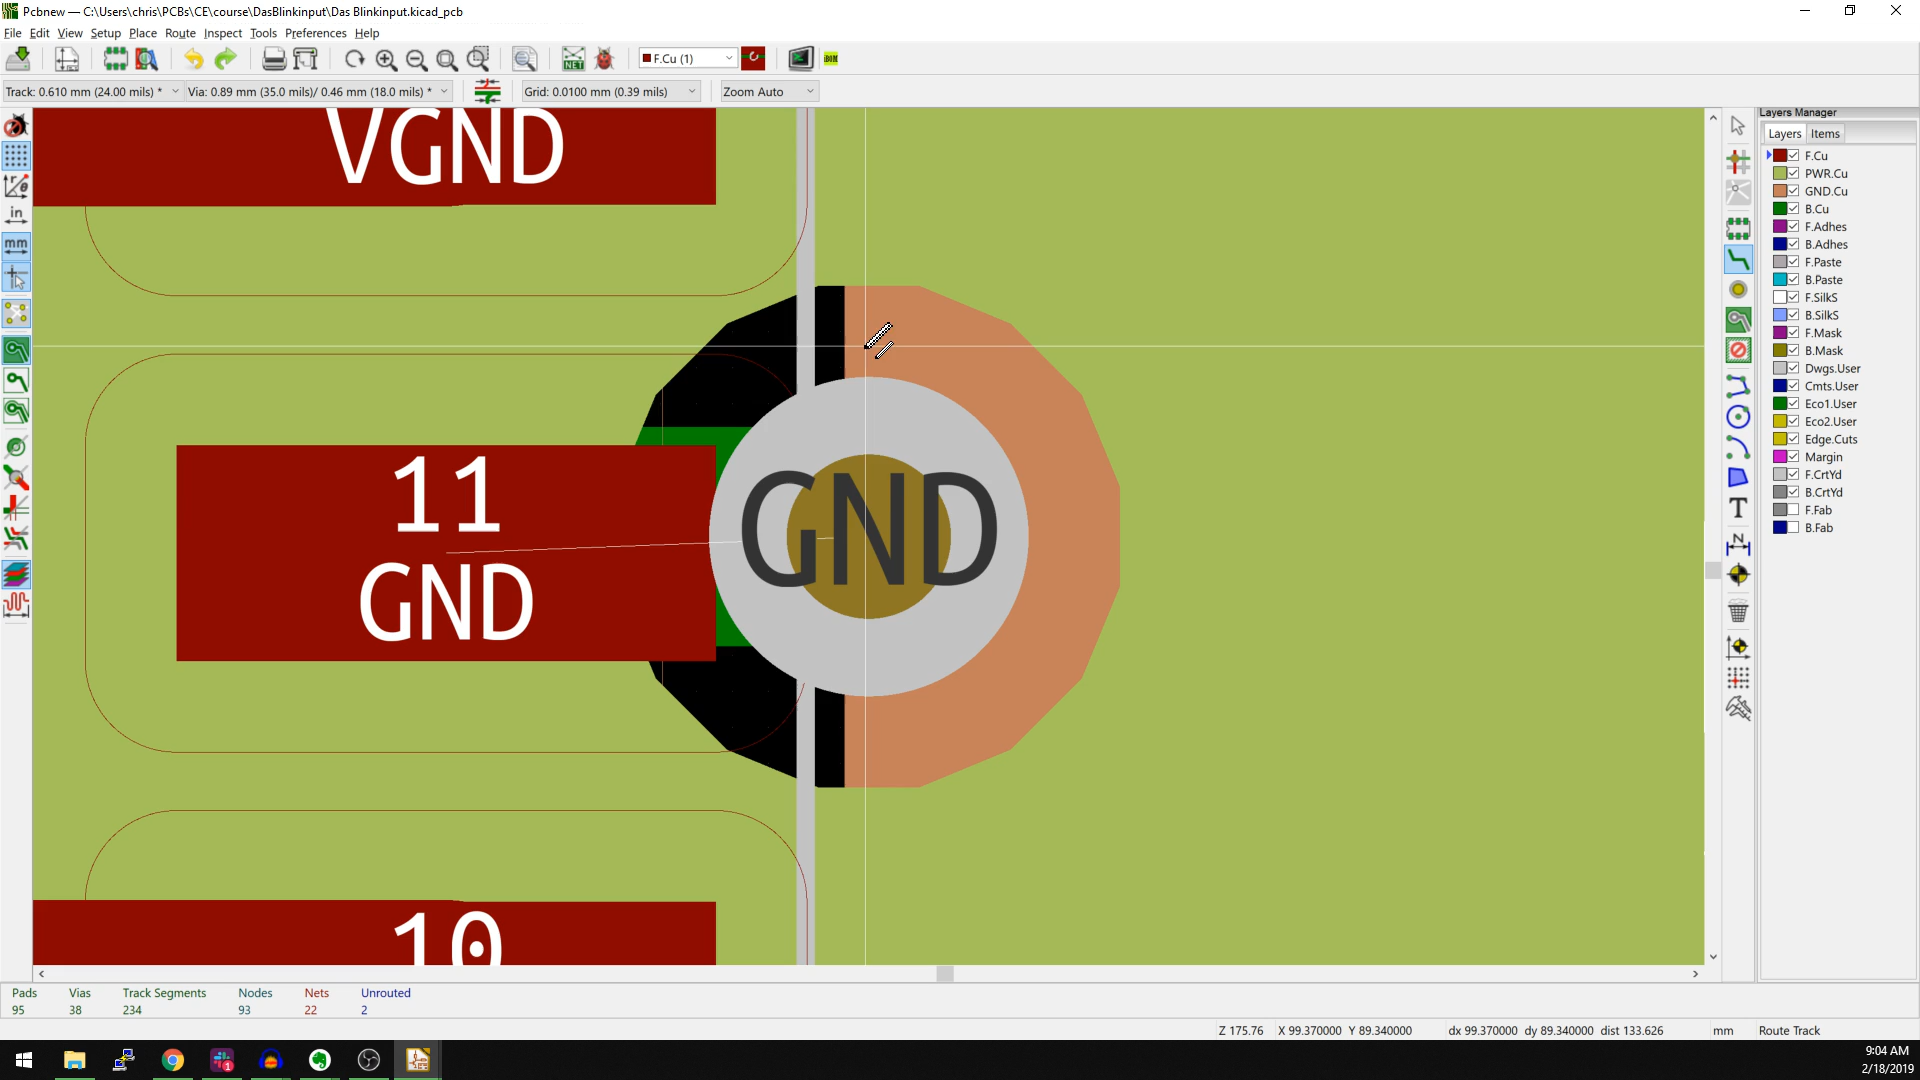 Pcbnew — C:\Users\chris\PCBs\CE\course\DasBlinkinput\Das Blinkinput.kicad_pcb
File Edit View Setup Place Route Inspect Tools Preferences Help
NET F.Cu (1) iBOM
Track: 0.610 mm (24.00 mils) * Via: 0.89 mm (35.0 mils)/ 0.46 mm (18.0 mils) * Grid: 0.0100 mm (0.39 mils) Zoom Auto
in
mm
VGND
11
GND
GND
10
T
N
Layers Manager
Layers Items
F.Cu
PWR.Cu
GND.Cu
B.Cu
F.Adhes
B.Adhes
F.Paste
B.Paste
F.SilkS
B.SilkS
F.Mask
B.Mask
Dwgs.User
Cmts.User
Eco1.User
Eco2.User
Edge.Cuts
Margin
F.CrtYd
B.CrtYd
F.Fab
B.Fab
Pads Vias Track Segments Nodes Nets Unrouted
95 38 234 93 22 2
Z 175.76 X 99.370000 Y 89.340000 dx 99.370000 dy 89.340000 dist 133.626 mm Route Track
1
9:04 AM
2/18/2019